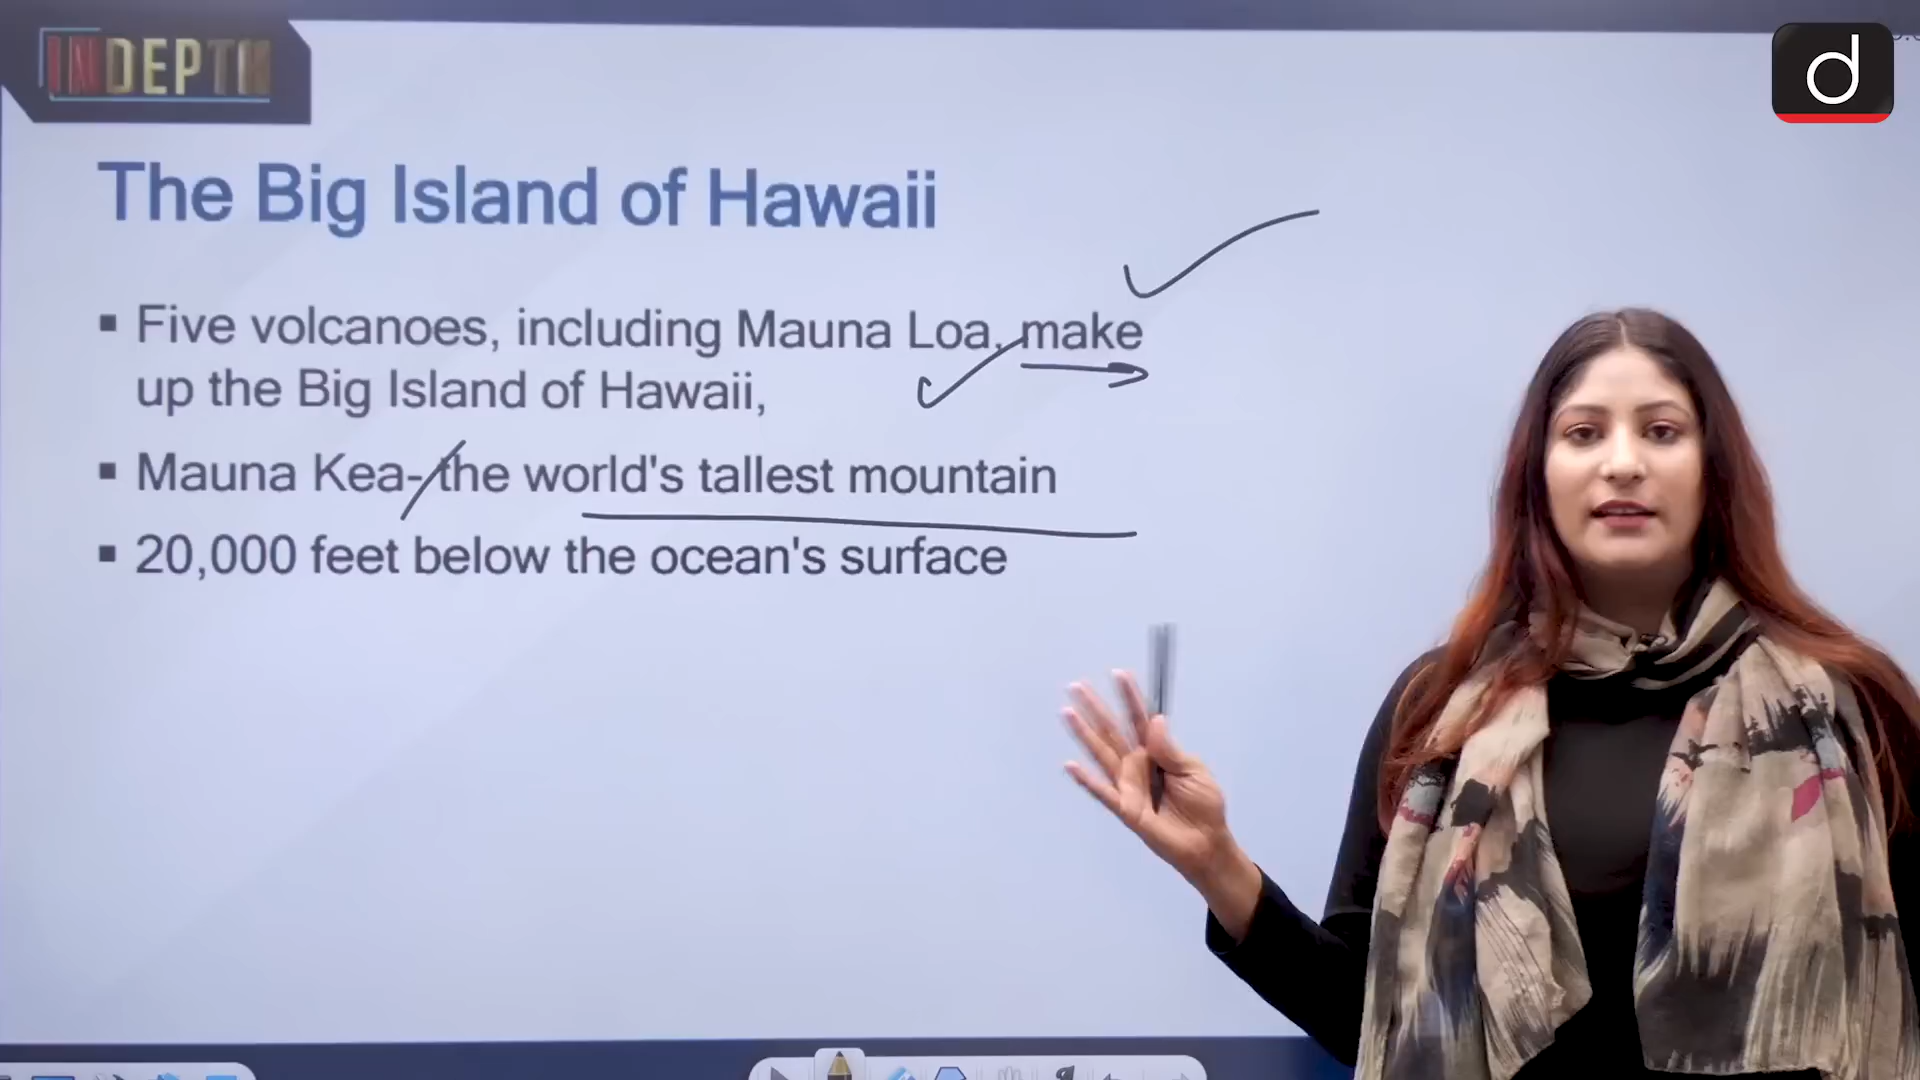 INDEPTH
d
The Big Island of Hawaii
▪ Five volcanoes, including Mauna Loa, make
up the Big Island of Hawaii,
▪ Mauna Kea- the world's tallest mountain
▪ 20,000 feet below the ocean's surface